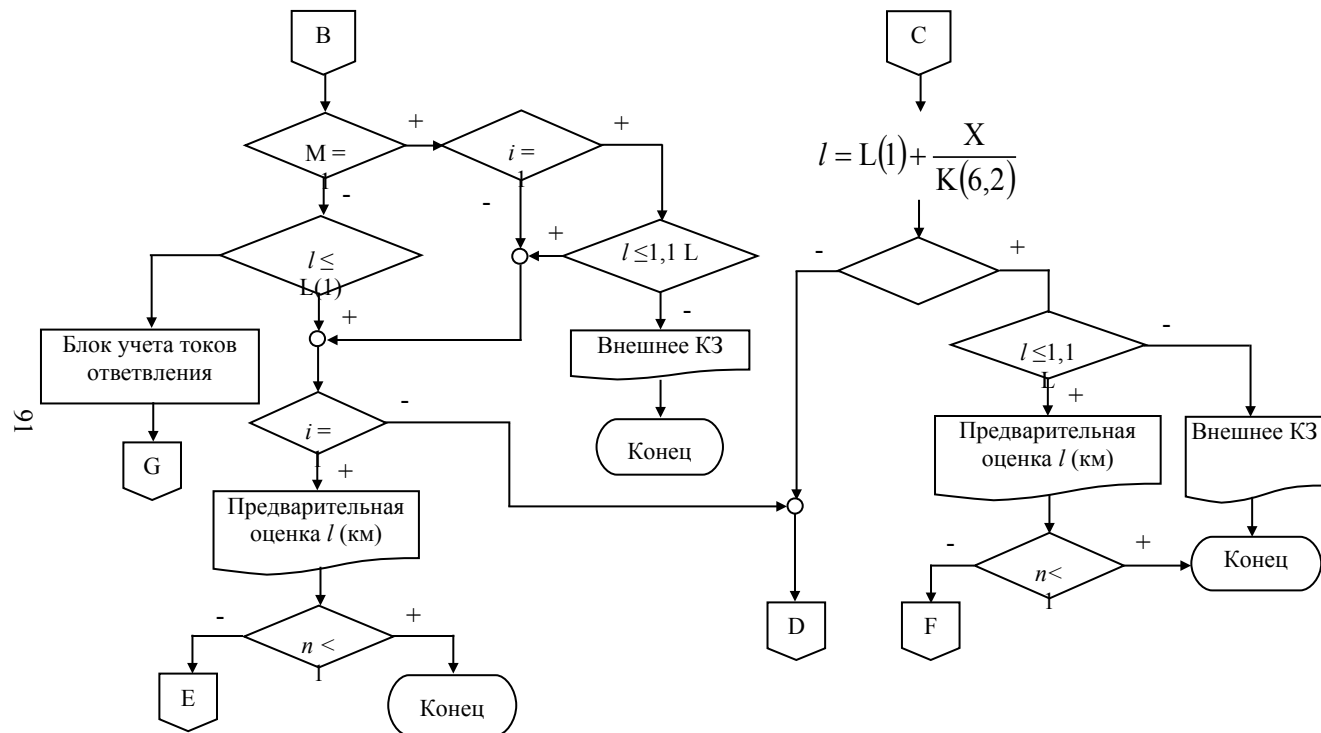 B
M =
1
+
i =
1
+
-
-
+
l ≤
L(1)
l ≤1,1 L
+
-
Блок учета токов
ответвления
Внешнее КЗ
G
i =
1
-
Конец
+
Предварительная
оценка l (км)
n <
1
-
+
E
Конец
C
l = L(1) + X / K(6,2)
-
+
l ≤1,1
L
-
+
Предварительная
оценка l (км)
Внешнее КЗ
n<
1
-
+
Конец
D
F
91